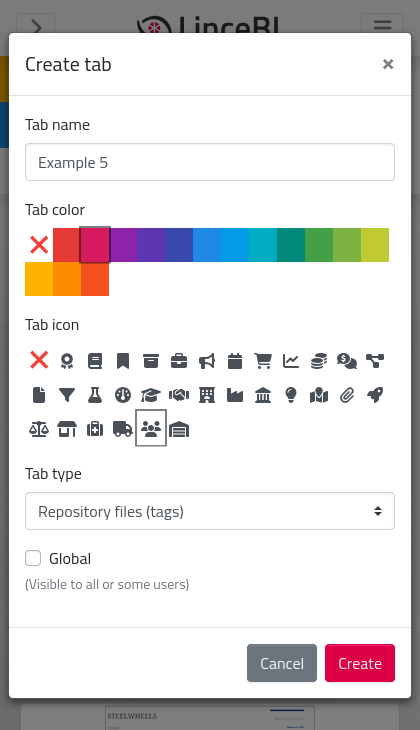 LinceBI
Create tab
×
Tab name
Example 5
Tab color
Tab icon
Tab type
Repository files (tags)
Global
(Visible to all or some users)
Cancel
Create
STEELWHEELS